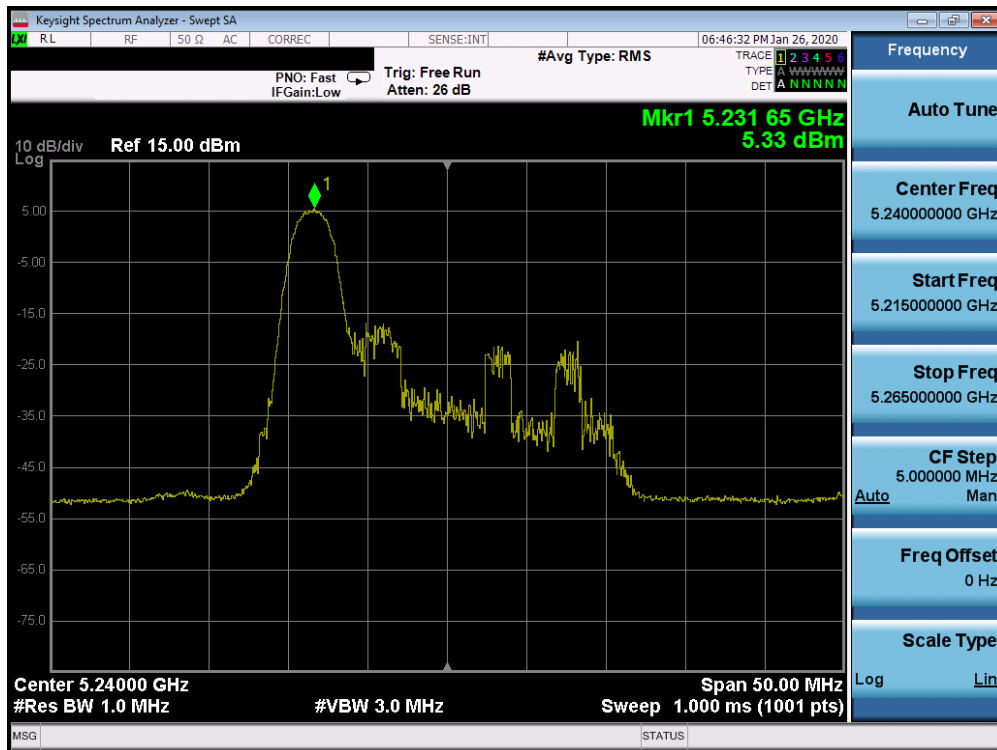 Keysight Spectrum Analyzer - Swept SA
LXI RL RF 50 Ω AC CORREC SENSE:INT 06:46:32 PM Jan 26, 2020
#Avg Type: RMS
PNO: Fast
IFGain:Low
Trig: Free Run
Atten: 26 dB
TRACE 1 2 3 4 5 6
TYPE A WWWWW
DET A N N N N N
Mkr1 5.231 65 GHz
5.33 dBm
10 dB/div Ref 15.00 dBm
Log
1
5.00
-5.00
-15.0
-25.0
-35.0
-45.0
-55.0
-65.0
-75.0
Center 5.24000 GHz Span 50.00 MHz
#Res BW 1.0 MHz #VBW 3.0 MHz Sweep 1.000 ms (1001 pts)
MSG STATUS
Frequency
Auto Tune
Center Freq
5.240000000 GHz
Start Freq
5.215000000 GHz
Stop Freq
5.265000000 GHz
CF Step
5.000000 MHz
Auto Man
Freq Offset
0 Hz
Scale Type
Log Lin